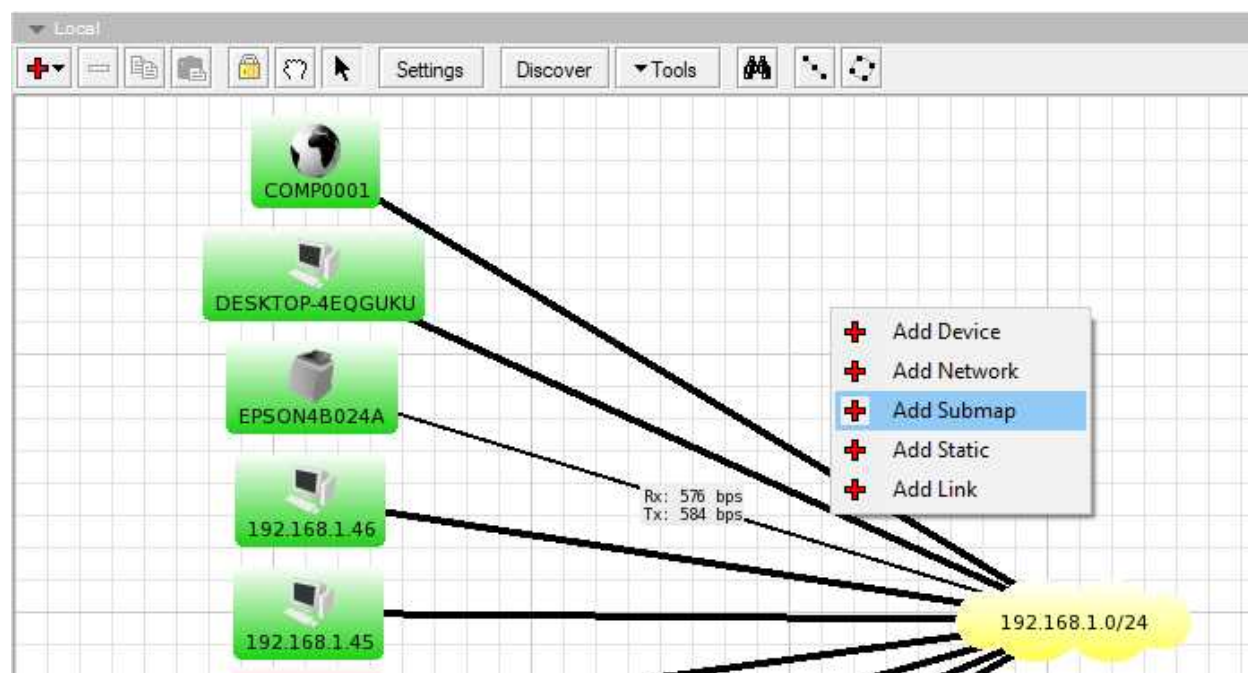 Local
Settings
Discover
Tools
COMP0001
DESKTOP-4EQGUKU
Add Device
Add Network
EPSON4B024A
Add Submap
Add Static
Add Link
Rx: 576 bps
Tx: 584 bps
192.168.1.46
192.168.1.0/24
192.168.1.45